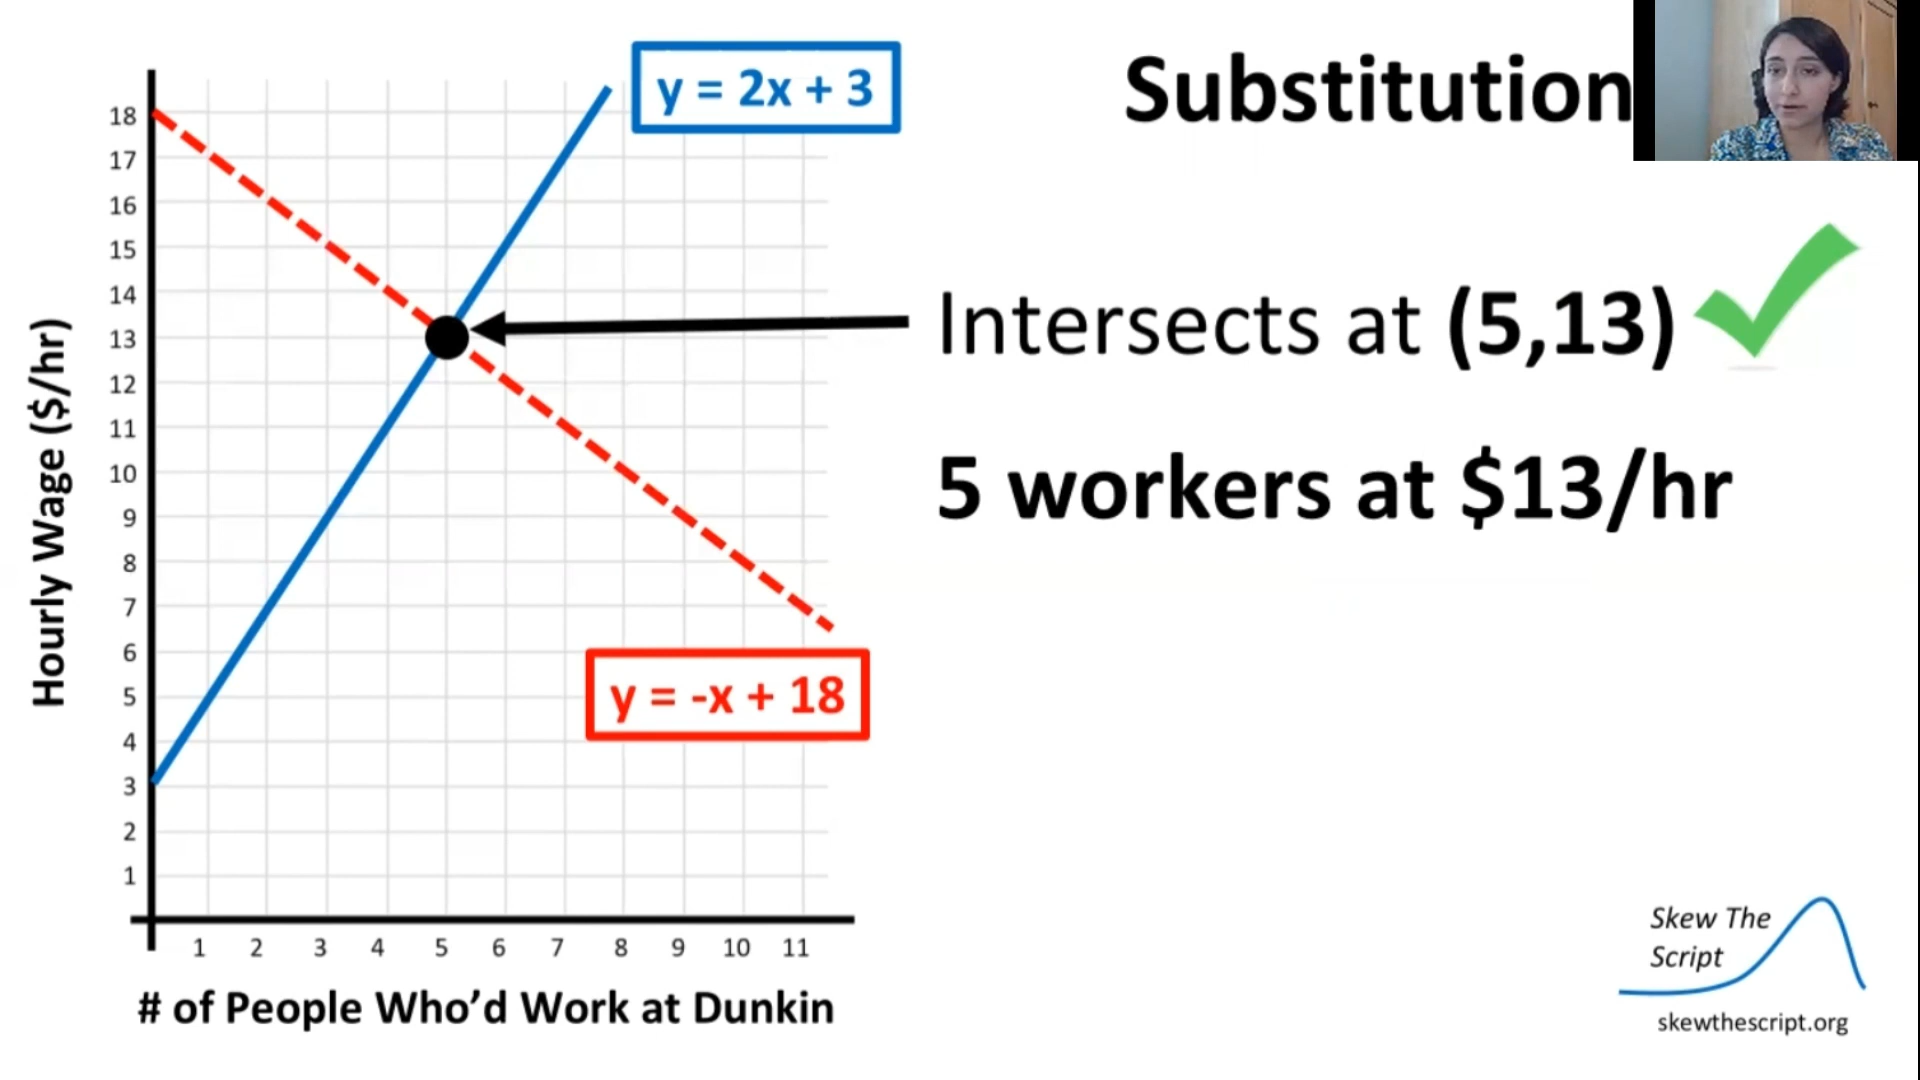 y = 2x + 3
Substitution
18
17
16
15
14
13
12
11
10
9
8
7
6
5
4
3
2
1
Hourly Wage ($/hr)
Intersects at (5,13)
5 workers at $13/hr
y = -x + 18
1 2 3 4 5 6 7 8 9 10 11
# of People Who'd Work at Dunkin
Skew The
Script
skewthescript.org